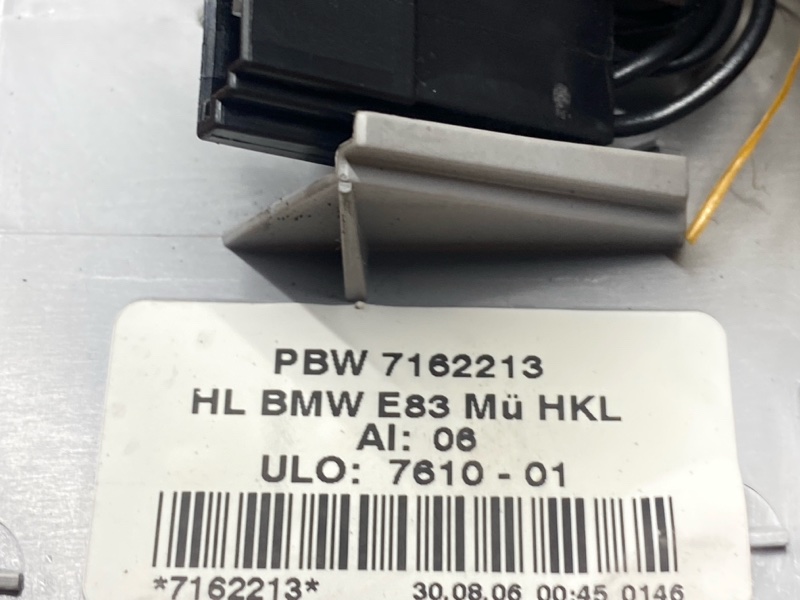 PBW 7162213
HL BMW E83 Mü HKL
AI: 06
ULO: 7610 - 01
*7162213* 30.08.06 00:45 0146